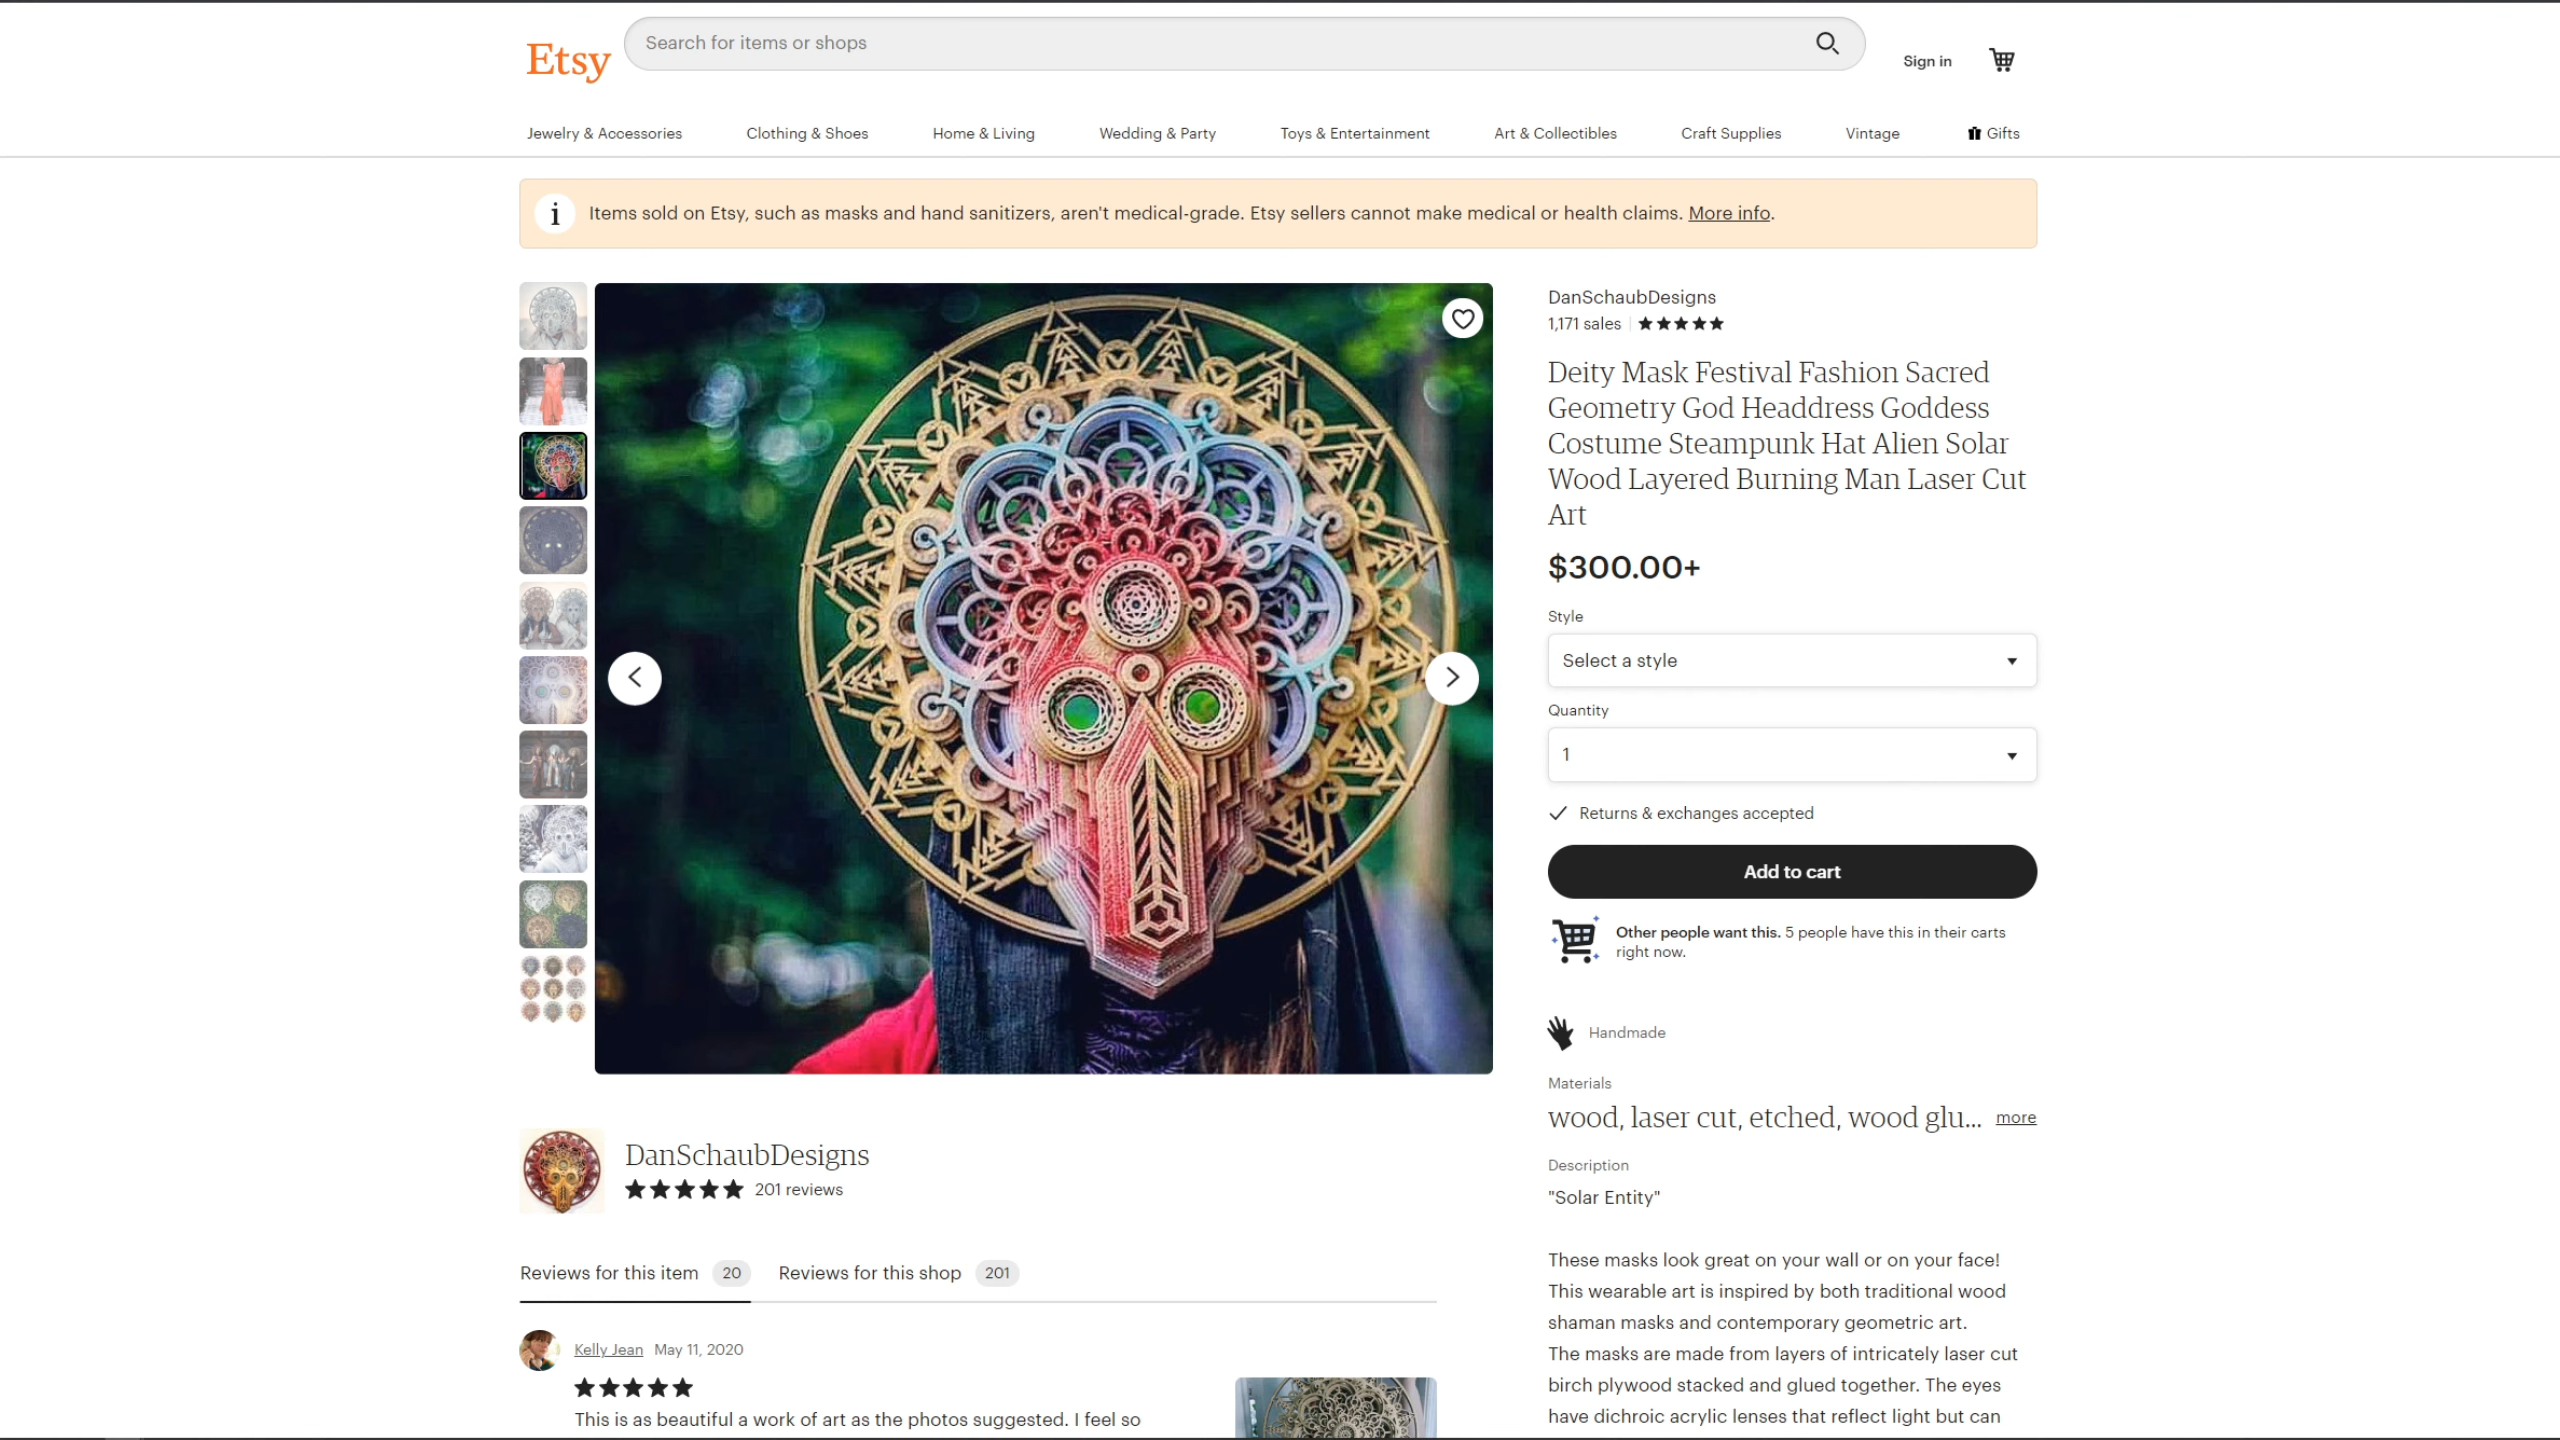 Etsy
Search for items or shops
Sign in
Jewelry & Accessories
Clothing & Shoes
Home & Living
Wedding & Party
Toys & Entertainment
Art & Collectibles
Craft Supplies
Vintage
Gifts
Items sold on Etsy, such as masks and hand sanitizers, aren't medical-grade. Etsy sellers cannot make medical or health claims. More info.
DanSchaubDesigns
1,171 sales
Deity Mask Festival Fashion Sacred
Geometry God Headdress Goddess
Costume Steampunk Hat Alien Solar
Wood Layered Burning Man Laser Cut
Art
$300.00+
Style
Select a style
Quantity
1
Returns & exchanges accepted
Add to cart
Other people want this. 5 people have this in their carts
right now.
Handmade
Materials
wood, laser cut, etched, wood glu... more
Description
"Solar Entity"
These masks look great on your wall or on your face!
This wearable art is inspired by both traditional wood
shaman masks and contemporary geometric art.
The masks are made from layers of intricately laser cut
birch plywood stacked and glued together. The eyes
have dichroic acrylic lenses that reflect light but can
DanSchaubDesigns
201 reviews
Reviews for this item 20
Reviews for this shop 201
Kelly Jean May 11, 2020
This is as beautiful a work of art as the photos suggested. I feel so